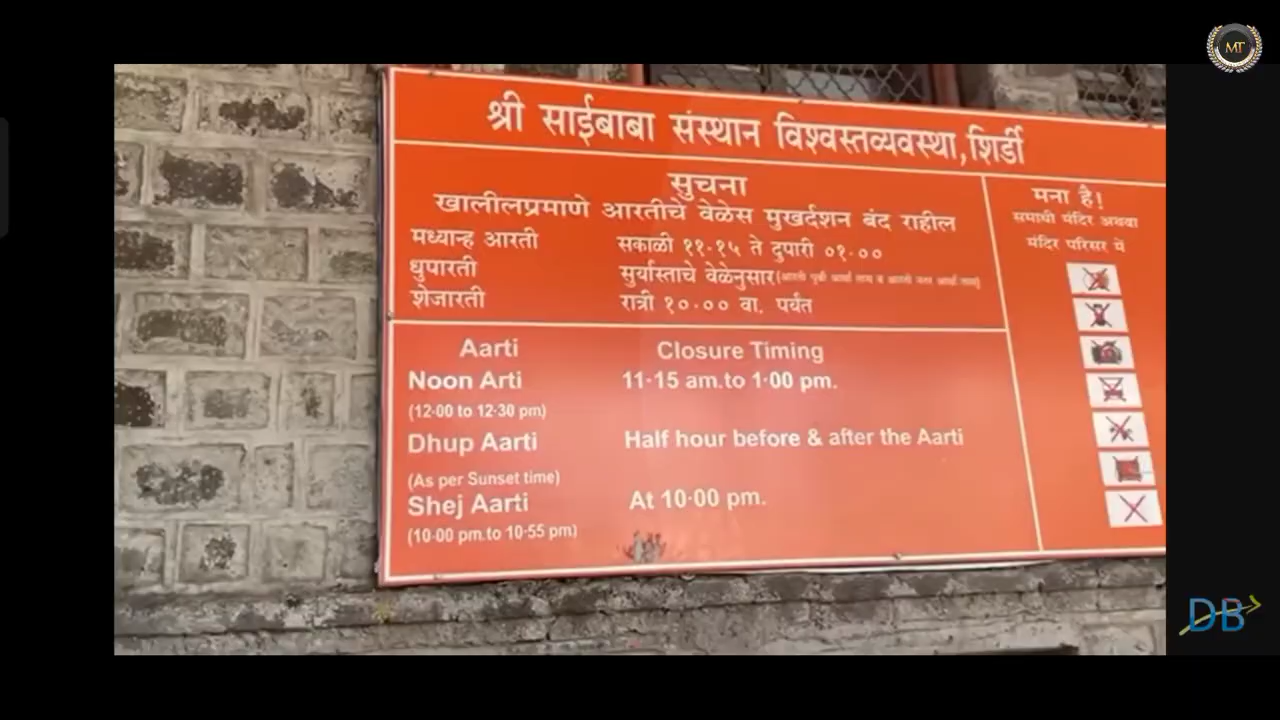 श्री साईबाबा संस्थान विश्वस्तव्यवस्था,शिर्डी
सुचना
खालीलप्रमाणे आरतीचे वेळेस मुखदर्शन बंद राहील
मध्यान्ह आरती सकाळी ११·१५ ते दुपारी ०१·००
धुपारती सुर्यास्ताचे वेळेनुसार
शेजारती रात्री १०·०० वा. पर्यंत
Aarti Closure Timing
Noon Arti 11·15 am.to 1·00 pm.
(12·00 to 12·30 pm)
Dhup Aarti Half hour before & after the Aarti
(As per Sunset time)
Shej Aarti At 10·00 pm.
(10·00 pm.to 10·55 pm)
मना है!
समाधी मंदिर अथवा
मंदिर परिसर में
MT
DB